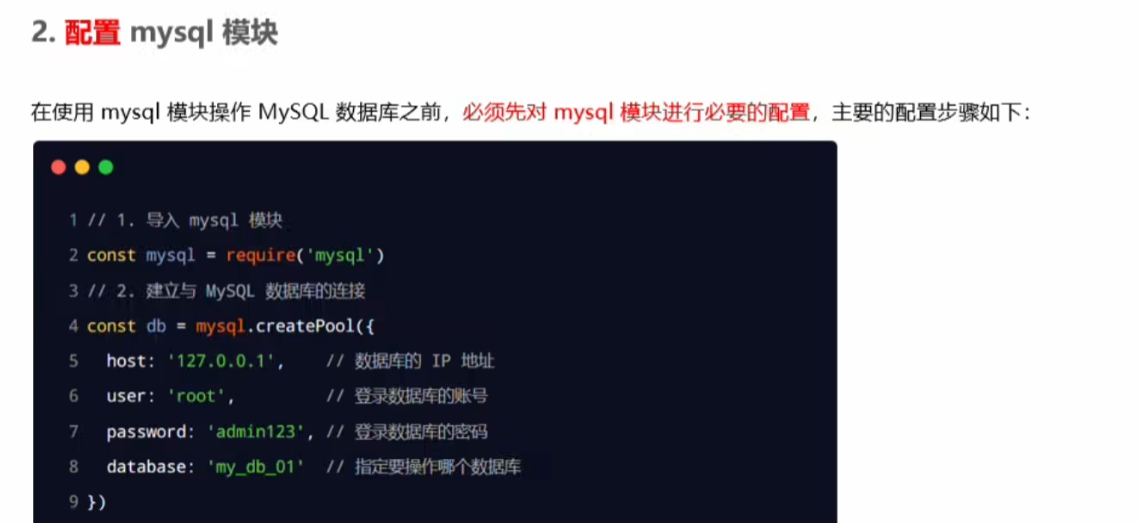 2. 配置 mysql 模块
在使用 mysql 模块操作 MySQL 数据库之前，必须先对 mysql 模块进行必要的配置，主要的配置步骤如下：
1 // 1. 导入 mysql 模块
2 const mysql = require('mysql')
3 // 2. 建立与 MySQL 数据库的连接
4 const db = mysql.createPool({
5 host: '127.0.0.1', // 数据库的 IP 地址
6 user: 'root', // 登录数据库的账号
7 password: 'admin123', // 登录数据库的密码
8 database: 'my_db_01' // 指定要操作哪个数据库
9 })